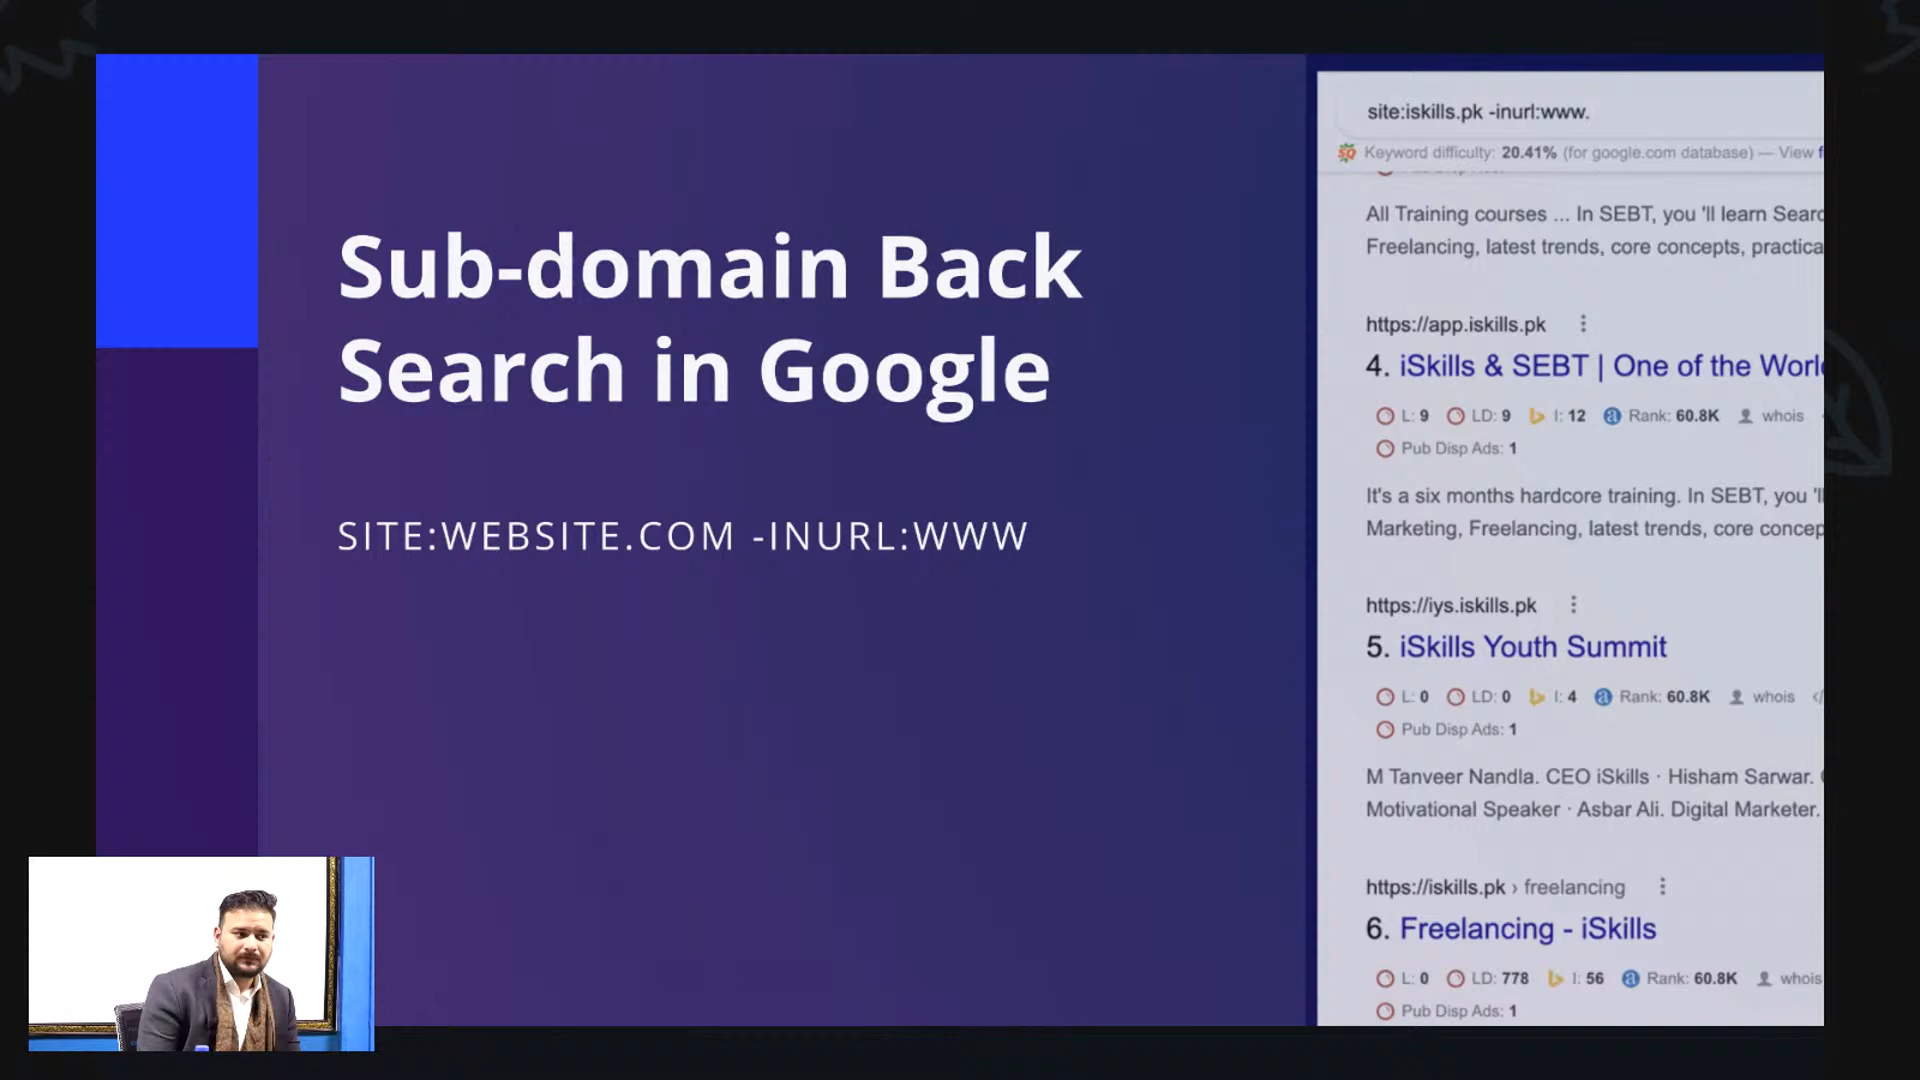 Sub-domain Back
Search in Google
SITE:WEBSITE.COM -INURL:WWW
site:iskills.pk -inurl:www.
Keyword difficulty: 20.41% (for google.com database) — View
All Training courses ... In SEBT, you 'll learn
Freelancing, latest trends, core concepts,
https://app.iskills.pk
4. iSkills & SEBT | One of the
L: 9 LD: 9 I: 12 Rank: 60.8K whois
Pub Disp Ads: 1
It's a six months hardcore training. In SEBT, you
Marketing, Freelancing, latest trends, core
https://iys.iskills.pk
5. iSkills Youth Summit
L: 0 LD: 0 I: 4 Rank: 60.8K whois
Pub Disp Ads: 1
M Tanveer Nandla. CEO iSkills · Hisham Sarwar.
Motivational Speaker · Asbar Ali. Digital Marketer.
https://iskills.pk › freelancing
6. Freelancing - iSkills
L: 0 LD: 778 I: 56 Rank: 60.8K whois
Pub Disp Ads: 1